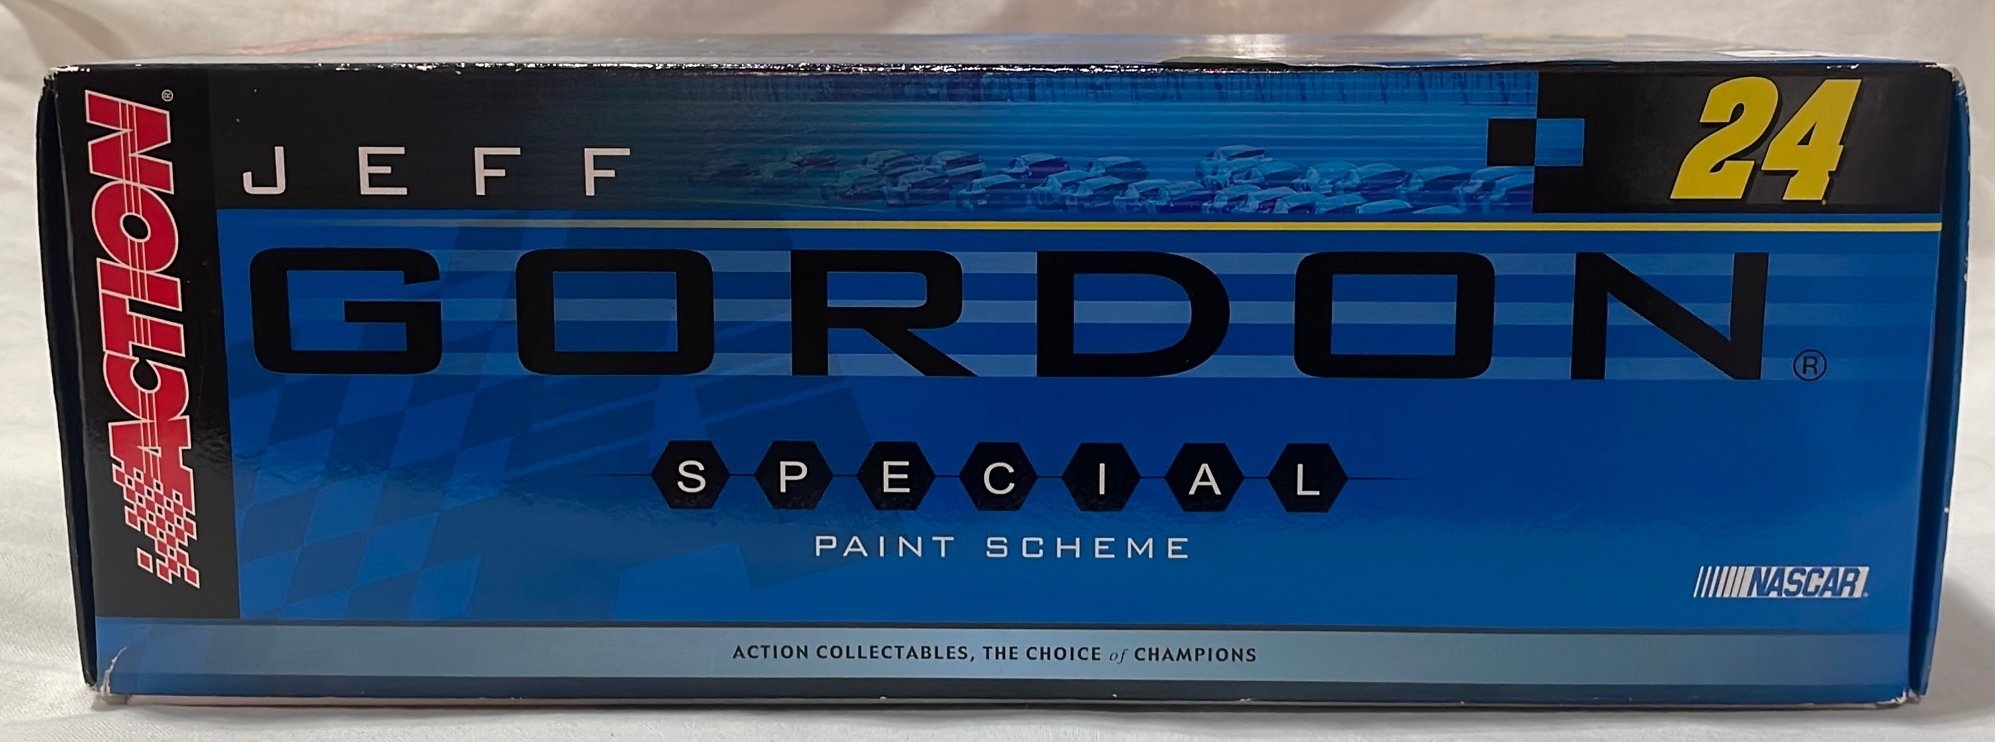 ACTION®
JEFF
24
GORDON®
SPECIAL
PAINT SCHEME
NASCAR
ACTION COLLECTABLES, THE CHOICE of CHAMPIONS